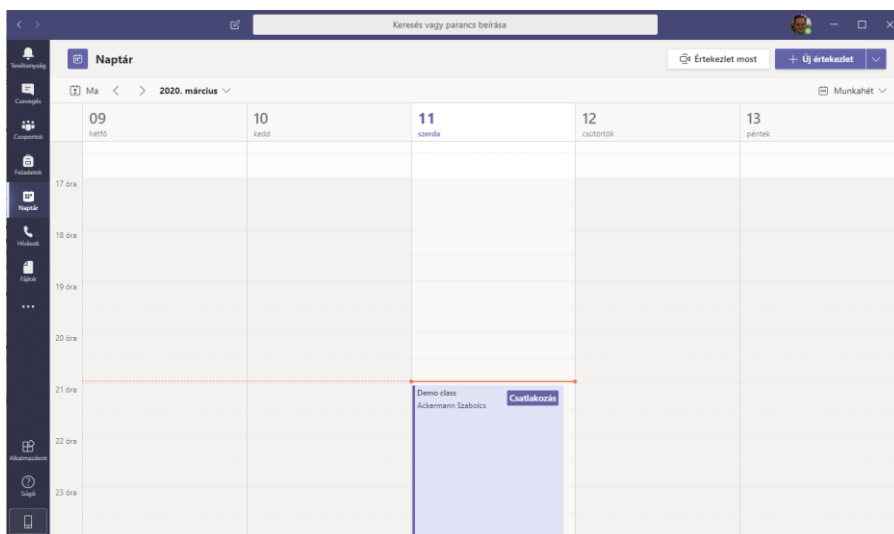 Keresés vagy parancs beírása
Tevékenység
Naptár
Értekezlet most
+ Új értekezlet
Csevegés
Ma
2020. március
Munkahét
09
hétfő
10
kedd
11
szerda
12
csütörtök
13
péntek
Csoportok
Feladatok
Naptár
Hívások
Fájlok
17 óra
18 óra
19 óra
20 óra
21 óra
Demo class
Ackermann Szabolcs
Csatlakozás
22 óra
23 óra
Alkalmazások
Súgó